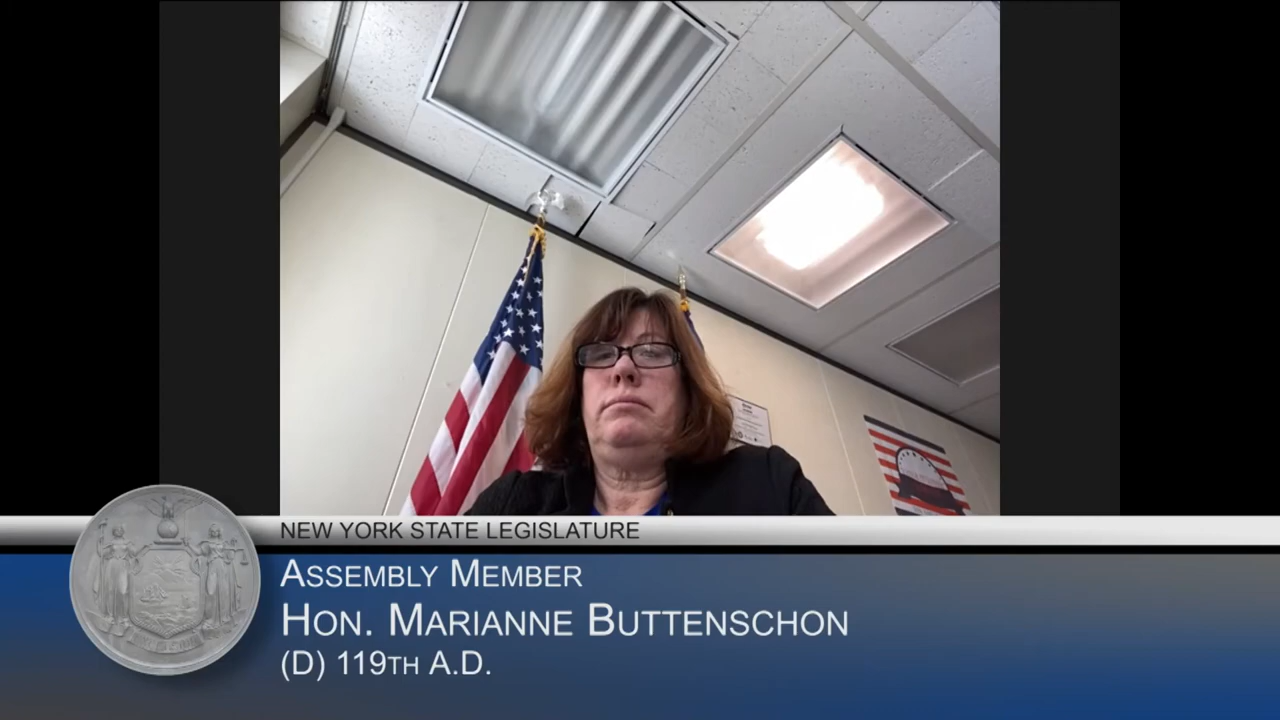 NEW YORK STATE LEGISLATURE
ASSEMBLY MEMBER
HON. MARIANNE BUTTENSCHON
(D) 119TH A.D.